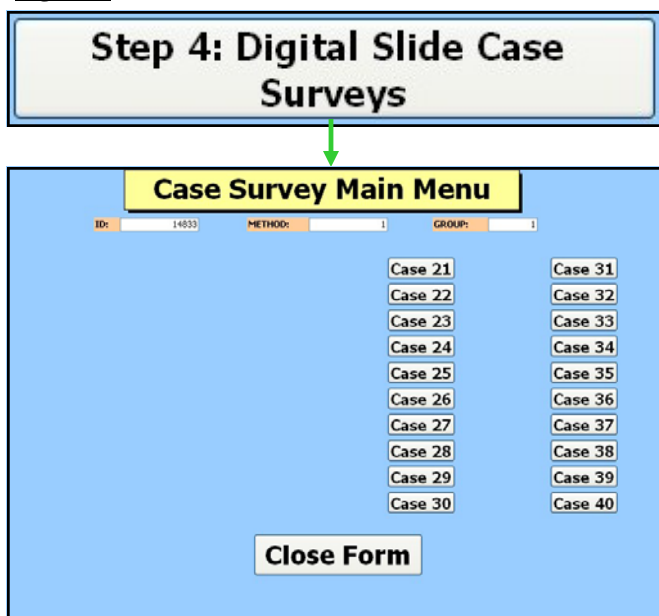 Step 4: Digital Slide Case
Surveys
Case Survey Main Menu
ID: 14833 METHOD: 1 GROUP: 1
Case 21 Case 31
Case 22 Case 32
Case 23 Case 33
Case 24 Case 34
Case 25 Case 35
Case 26 Case 36
Case 27 Case 37
Case 28 Case 38
Case 29 Case 39
Case 30 Case 40
Close Form